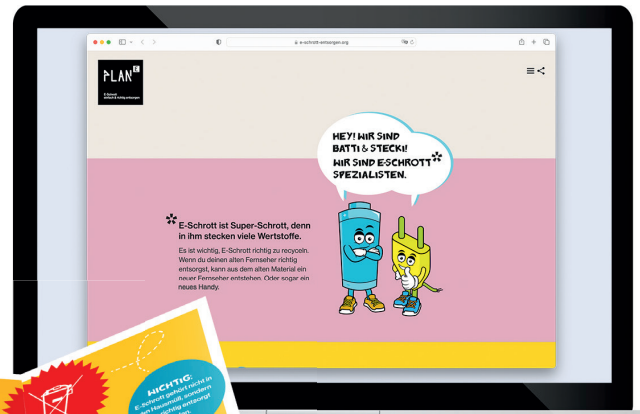 e-schrott-entsorgen.org
PLAN E
E-Schrott
einfach & richtig entsorgen
HEY! WIR SIND
BATTI & STECKI!
WIR SIND E-SCHROTT*
SPEZIALISTEN.
* E-Schrott ist Super-Schrott, denn
in ihm stecken viele Wertstoffe.
Es ist wichtig, E-Schrott richtig zu recyceln.
Wenn du deinen alten Fernseher richtig
entsorgst, kann aus dem alten Material ein
neuer Fernseher entstehen. Oder sogar ein
neues Handy.
WICHTIG:
E-Schrott gehört nicht in
den Hausmüll, sondern
richtig entsorgt